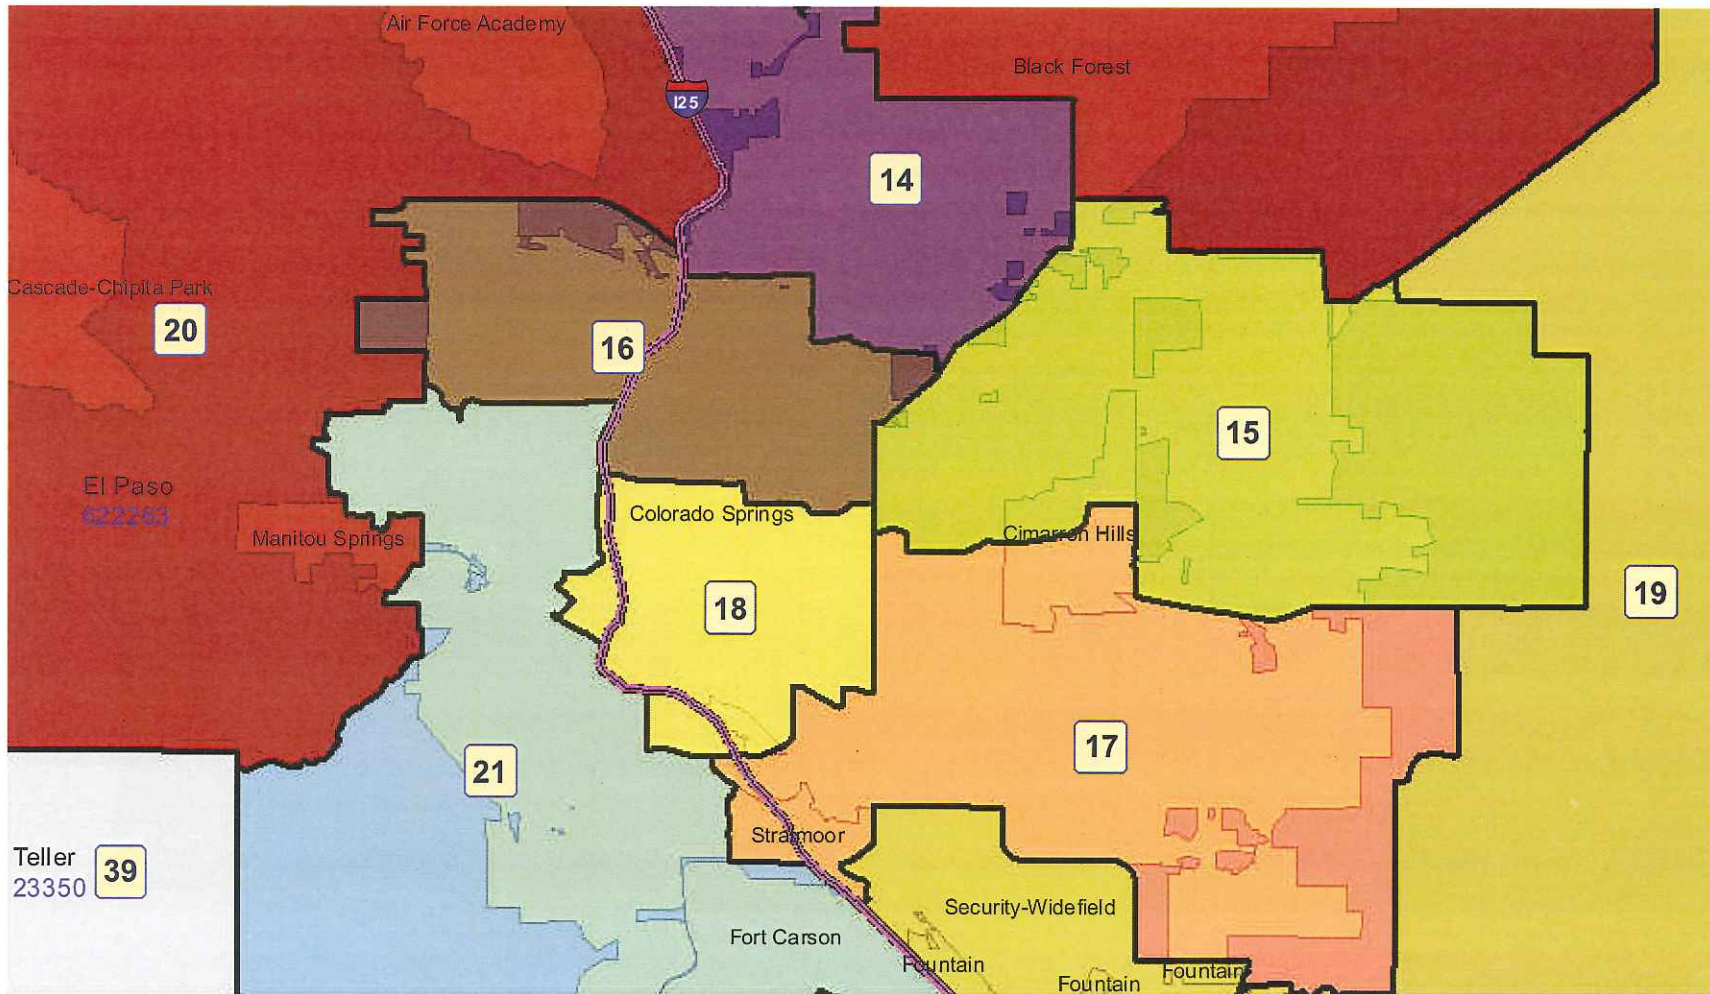 Air Force Academy
Black Forest
I25
14
Cascade-Chipita Park
20
16
15
El Paso
622263
Colorado Springs
Manitou Springs
Cimarron Hills
18
19
17
21
Stratmoor
Teller
23350
39
Security-Widefield
Fort Carson
Fountain
Fountain
Fountain